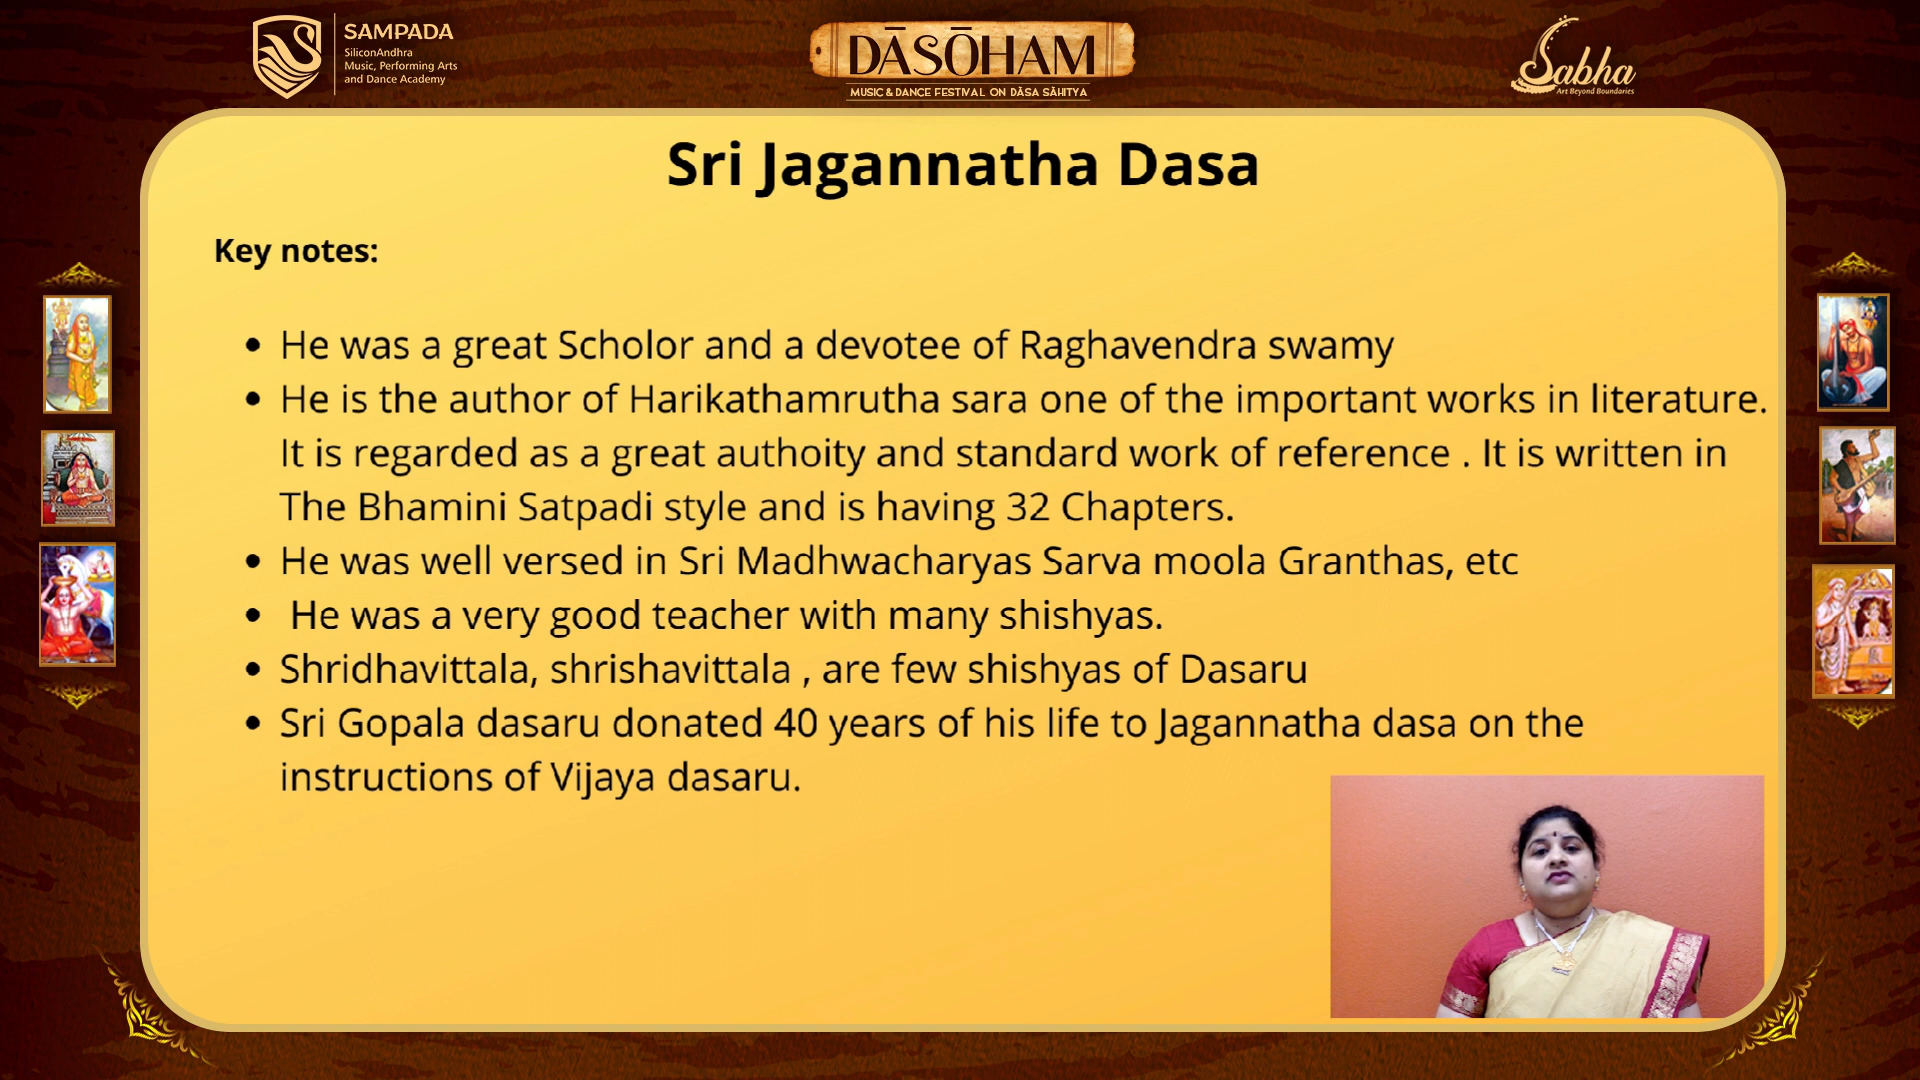 SAMPADA
SiliconAndhra
Music, Performing Arts
and Dance Academy
DĀSŌHAM
MUSIC & DANCE FESTIVAL ON DĀSA SĀHITYA
Sabha
Art Beyond Boundaries
Sri Jagannatha Dasa
Key notes:
• He was a great Scholor and a devotee of Raghavendra swamy
• He is the author of Harikathamrutha sara one of the important works in literature.
It is regarded as a great authoity and standard work of reference . It is written in
The Bhamini Satpadi style and is having 32 Chapters.
• He was well versed in Sri Madhwacharyas Sarva moola Granthas, etc
• He was a very good teacher with many shishyas.
• Shridhavittala, shrishavittala , are few shishyas of Dasaru
• Sri Gopala dasaru donated 40 years of his life to Jagannatha dasa on the
instructions of Vijaya dasaru.